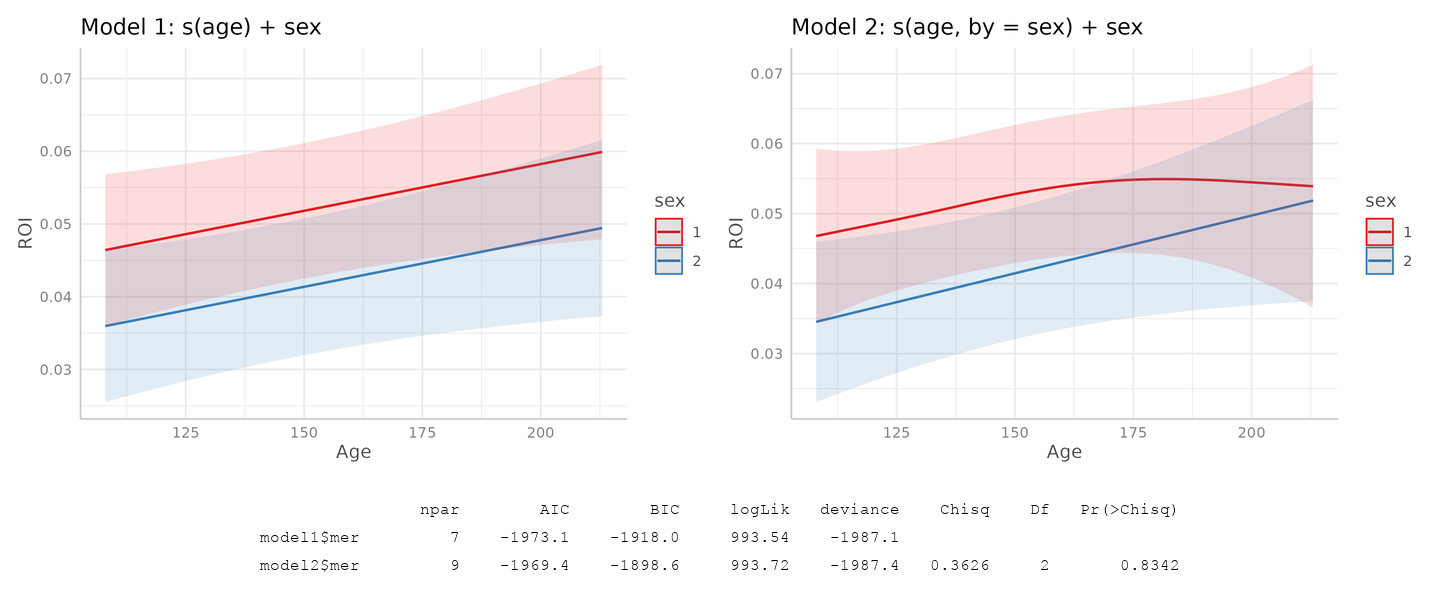 Model 1: s(age) + sex
0.07
0.06
0.05
0.04
0.03
ROI
125 150 175 200
Age
sex
1
2
Model 2: s(age, by = sex) + sex
0.07
0.06
0.05
0.04
0.03
ROI
125 150 175 200
Age
sex
1
2
npar AIC BIC logLik deviance Chisq Df Pr(>Chisq)
model1$mer 7 -1973.1 -1918.0 993.54 -1987.1
model2$mer 9 -1969.4 -1898.6 993.72 -1987.4 0.3626 2 0.8342